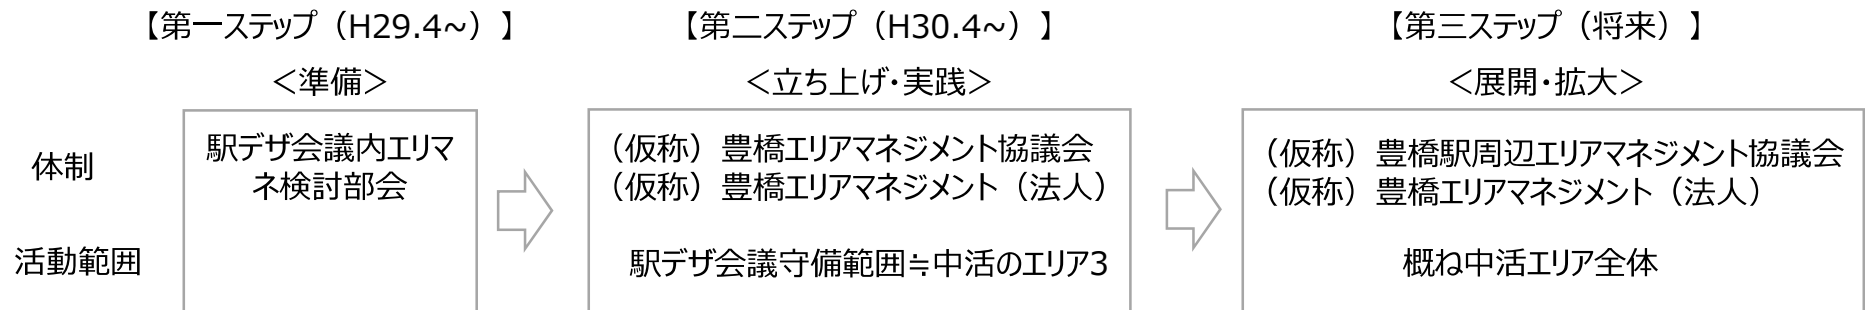 【第一ステップ（H29.4~）】
＜準備＞
【第二ステップ（H30.4~）】
＜立ち上げ・実践＞
【第三ステップ（将来）】
＜展開・拡大＞
体制
駅デザ会議内エリマ
ネ検討部会
（仮称）豊橋エリアマネジメント協議会
（仮称）豊橋エリアマネジメント（法人）
（仮称）豊橋駅周辺エリアマネジメント協議会
（仮称）豊橋エリアマネジメント（法人）
活動範囲
駅デザ会議守備範囲≒中活のエリア3
概ね中活エリア全体